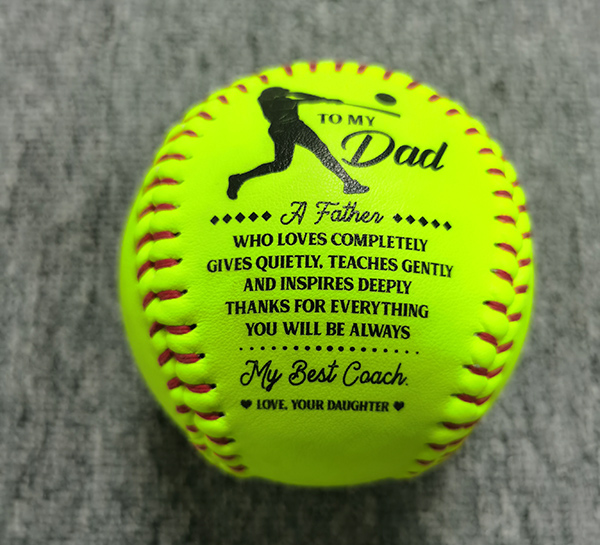 TO MY
Dad
A Father
WHO LOVES COMPLETELY
GIVES QUIETLY, TEACHES GENTLY
AND INSPIRES DEEPLY
THANKS FOR EVERYTHING
YOU WILL BE ALWAYS
My Best Coach.
♥ LOVE, YOUR DAUGHTER ♥